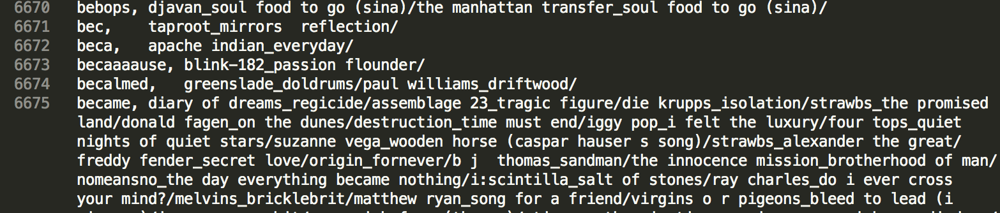 6670 bebops, djavan_soul food to go (sina)/the manhattan transfer_soul food to go (sina)/
6671 bec,    taproot_mirrors  reflection/
6672 beca,   apache indian_everyday/
6673 becaaaause, blink-182_passion flounder/
6674 becalmed,   greenslade_doldrums/paul williams_driftwood/
6675 became, diary of dreams_regicide/assemblage 23_tragic figure/die krupps_isolation/strawbs_the promised
land/donald fagen_on the dunes/destruction_time must end/iggy pop_i felt the luxury/four tops_quiet
nights of quiet stars/suzanne vega_wooden horse (caspar hauser s song)/strawbs_alexander the great/
freddy fender_secret love/origin_fornever/b j  thomas_sandman/the innocence mission_brotherhood of man/
nomeansno_the day everything became nothing/i:scintilla_salt of stones/ray charles_do i ever cross
your mind?/melvins_bricklebrit/matthew ryan_song for a friend/virgins o r pigeons_bleed to lead (i